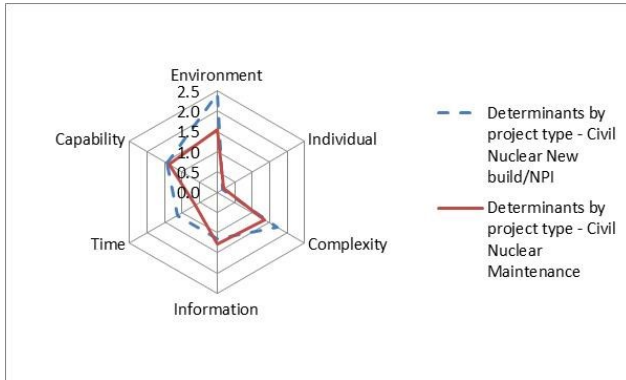 Environment
2.5
2.0
1.5
1.0
0.5
0.0
Capability
Individual
Time
Complexity
Information
Determinants by
project type - Civil
Nuclear New
build/NPI
Determinants by
project type - Civil
Nuclear
Maintenance